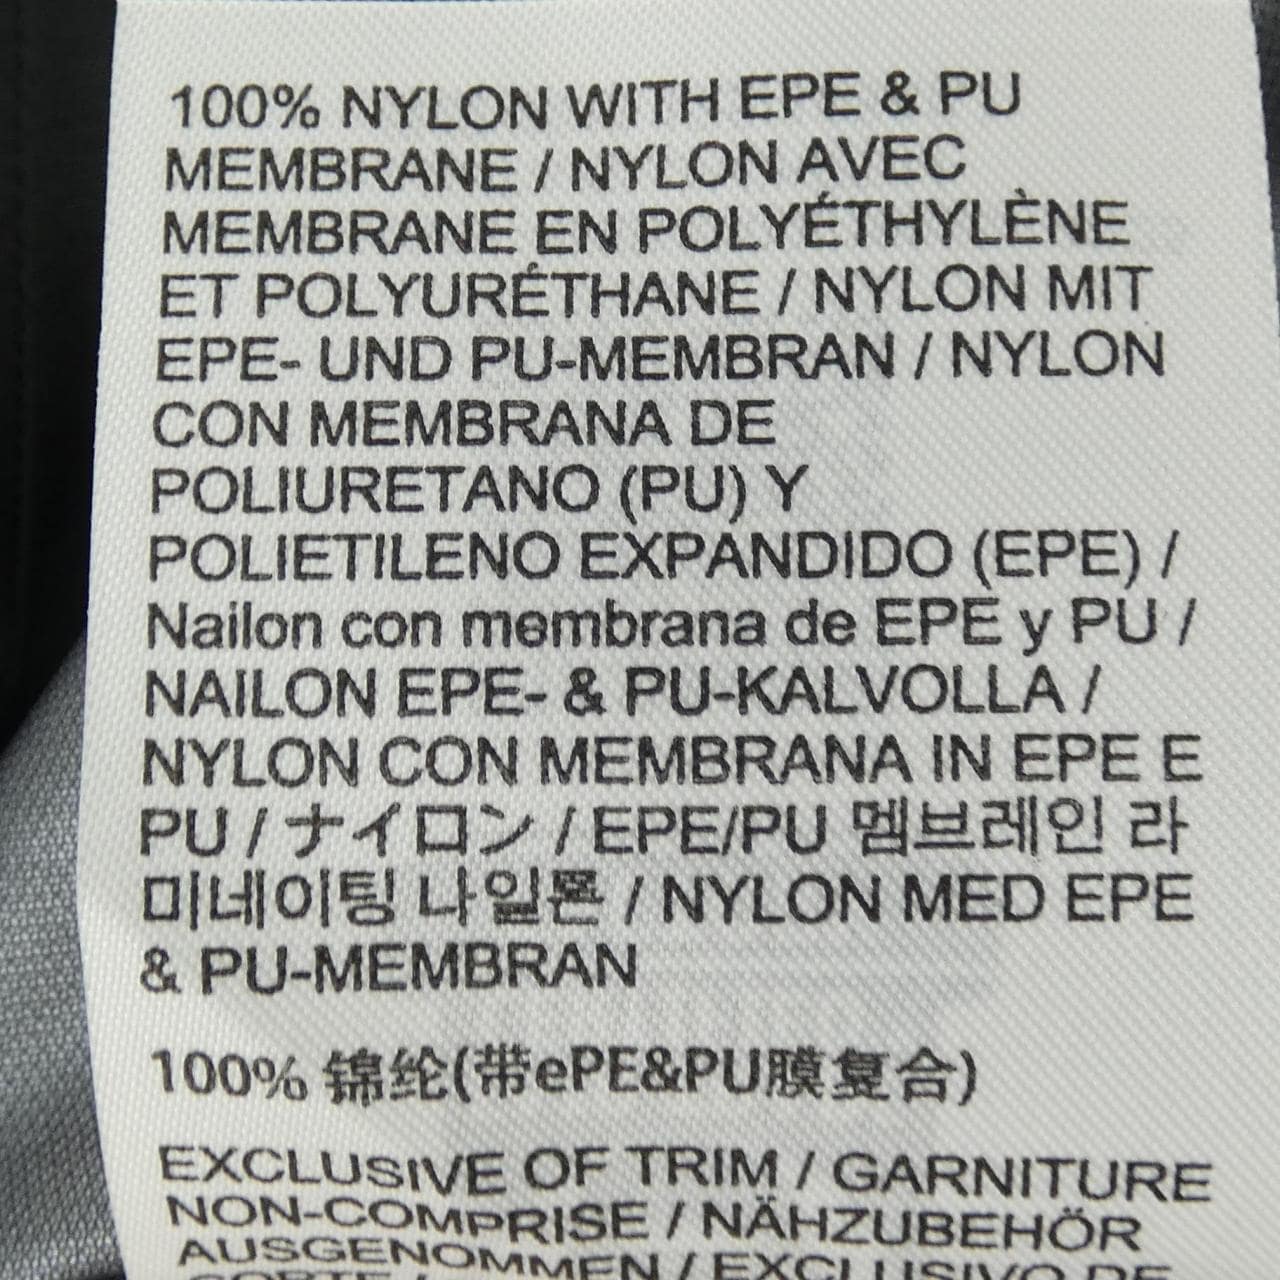 100% NYLON WITH EPE & PU
MEMBRANE / NYLON AVEC
MEMBRANE EN POLYÉTHYLÈNE
ET POLYURÉTHANE / NYLON MIT
EPE- UND PU-MEMBRAN / NYLON
CON MEMBRANA DE
POLIURETANO (PU) Y
POLIETILENO EXPANDIDO (EPE) /
Nailon con membrana de EPE y PU /
NAILON EPE- & PU-KALVOLLA /
NYLON CON MEMBRANA IN EPE E
PU / ナイロン / EPE/PU 멤브레인 라
미네이팅 나일론 / NYLON MED EPE
& PU-MEMBRAN
100% 锦纶(带ePE&PU膜复合)
EXCLUSIVE OF TRIM / GARNITURE
NON-COMPRISE / NÄHZUBEHÖR
AUSGENOMMEN / EXCLUSIVO DE